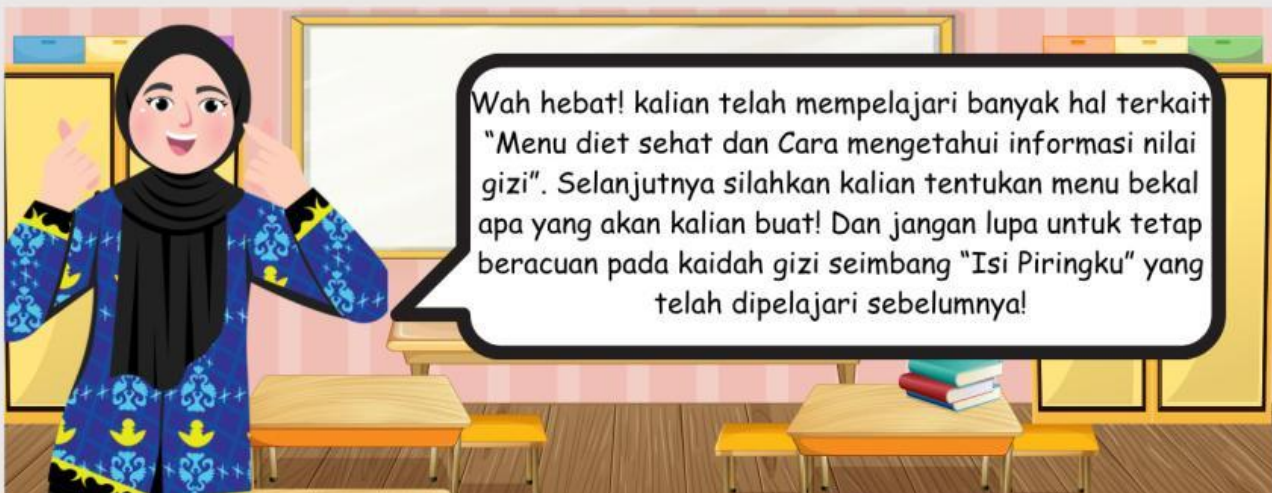 Wah hebat! kalian telah mempelajari banyak hal terkait
“Menu diet sehat dan Cara mengetahui informasi nilai
gizi”. Selanjutnya silahkan kalian tentukan menu bekal
apa yang akan kalian buat! Dan jangan lupa untuk tetap
beracuan pada kaidah gizi seimbang “Isi Piringku” yang
telah dipelajari sebelumnya!